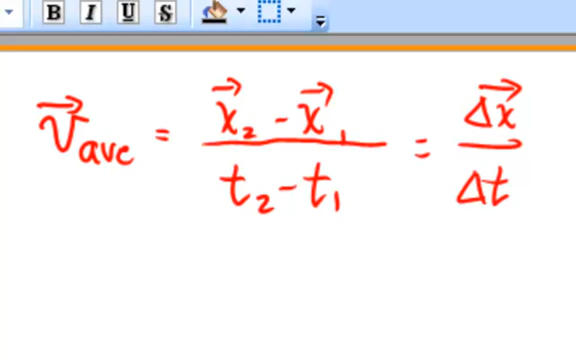 B I U S
v⃗ave = (x⃗₂ - x⃗₁)/(t₂ - t₁) = Δx⃗/Δt